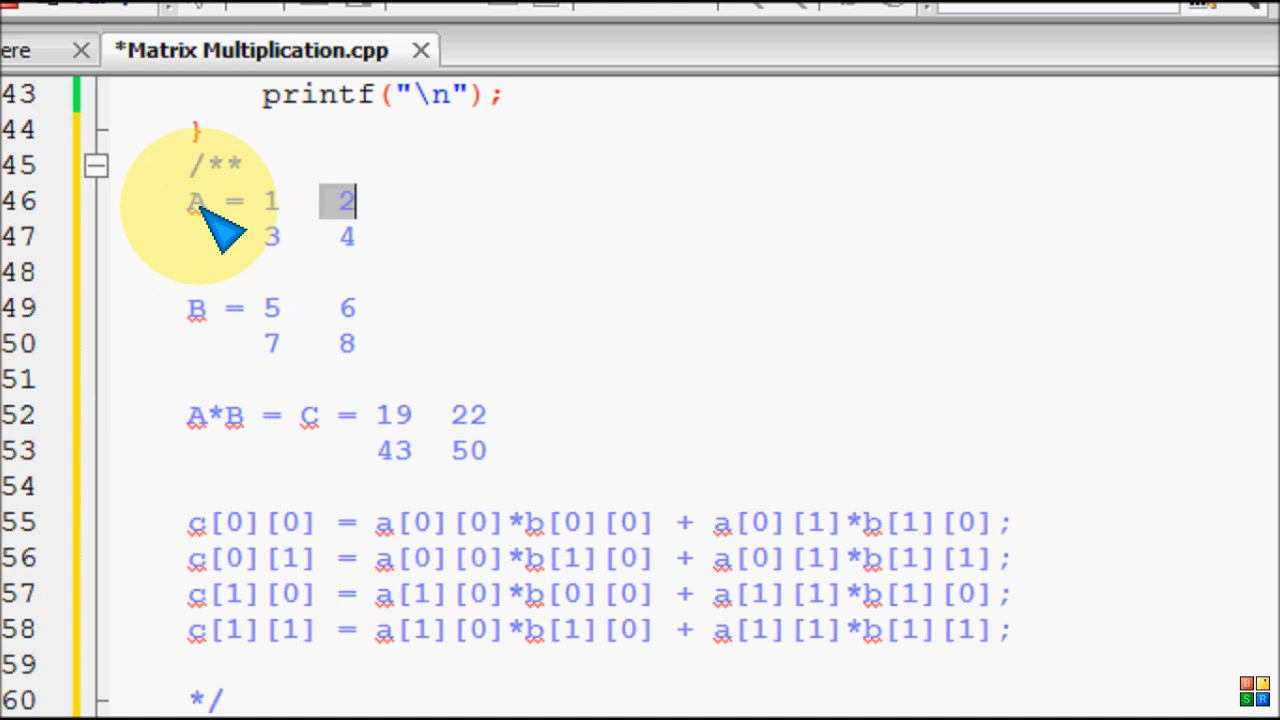 ere
*Matrix Multiplication.cpp
43 printf("\n");
44 }
45 /**
46 A = 1 2
47 3 4
48
49 B = 5 6
50 7 8
51
52 A*B = C = 19 22
53 43 50
54
55 c[0][0] = a[0][0]*b[0][0] + a[0][1]*b[1][0];
56 c[0][1] = a[0][0]*b[1][0] + a[0][1]*b[1][1];
57 c[1][0] = a[1][0]*b[0][0] + a[1][1]*b[1][0];
58 c[1][1] = a[1][0]*b[1][0] + a[1][1]*b[1][1];
59
60 */